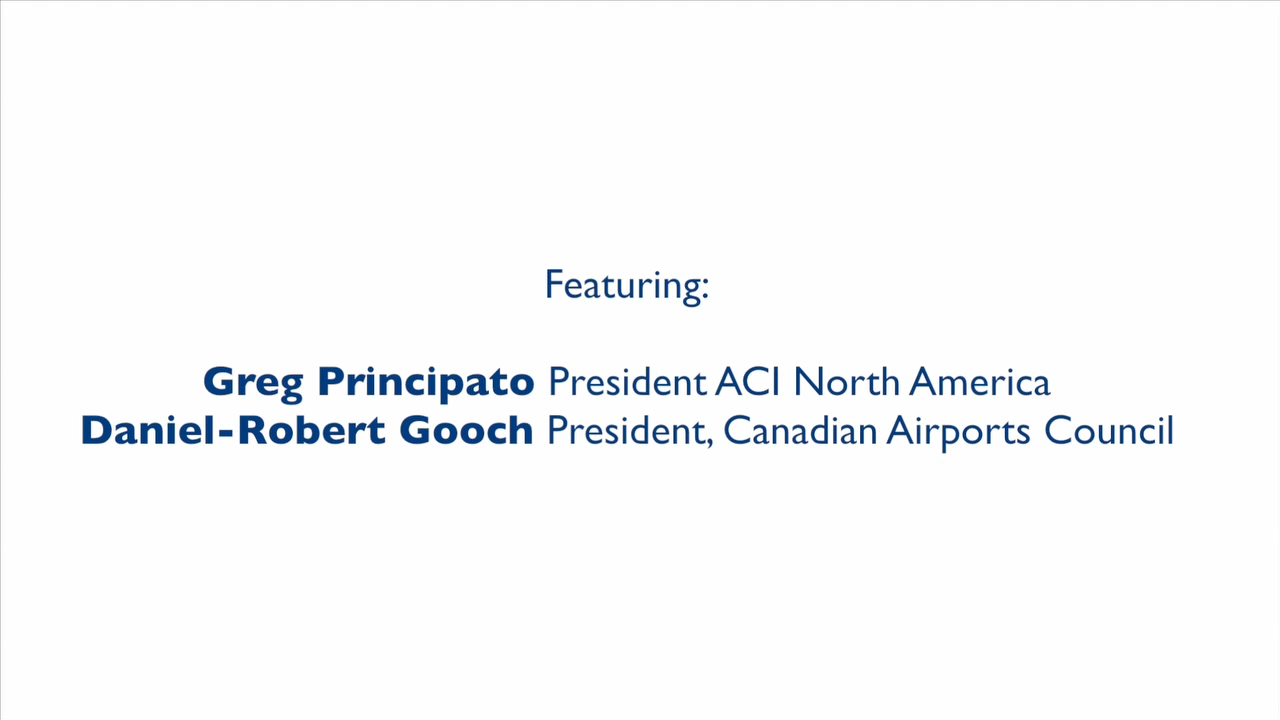 Featuring:
Greg Principato President ACI North America
Daniel-Robert Gooch President, Canadian Airports Council